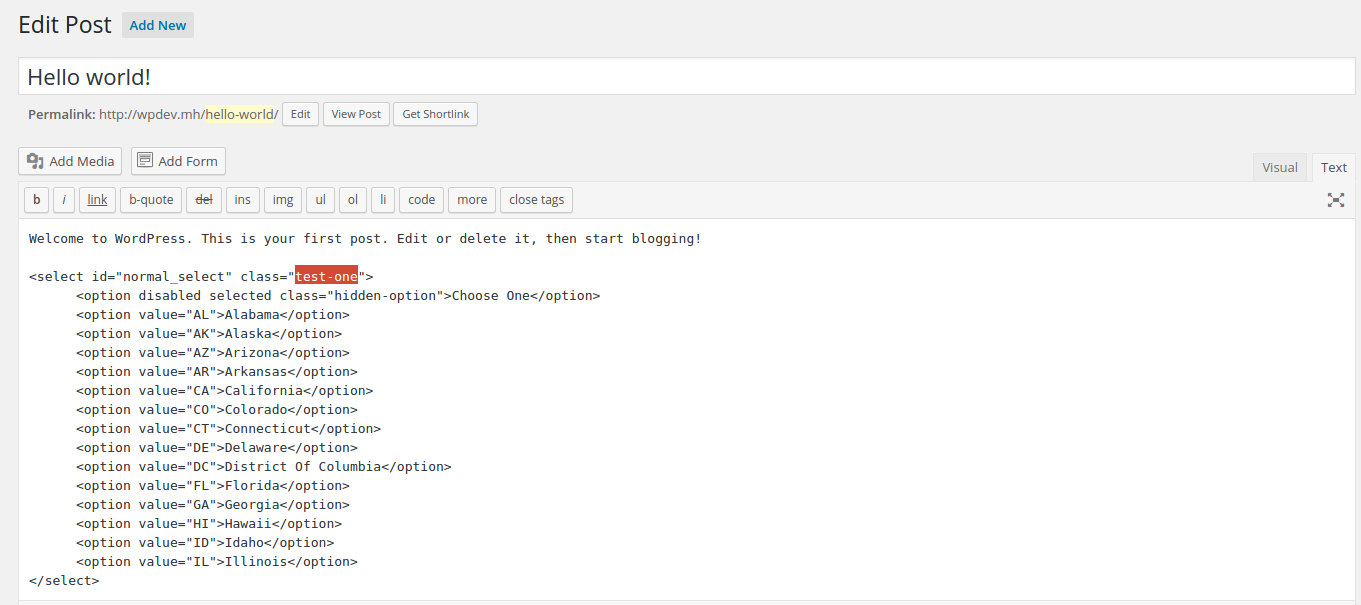 Edit Post Add New
Hello world!
Permalink: http://wpdev.mh/hello-world/ Edit View Post Get Shortlink
Add Media Add Form Visual Text
b i link b-quote del ins img ul ol li code more close tags
Welcome to WordPress. This is your first post. Edit or delete it, then start blogging!
<select id="normal_select" class="test-one">
<option disabled selected class="hidden-option">Choose One</option>
<option value="AL">Alabama</option>
<option value="AK">Alaska</option>
<option value="AZ">Arizona</option>
<option value="AR">Arkansas</option>
<option value="CA">California</option>
<option value="CO">Colorado</option>
<option value="CT">Connecticut</option>
<option value="DE">Delaware</option>
<option value="DC">District Of Columbia</option>
<option value="FL">Florida</option>
<option value="GA">Georgia</option>
<option value="HI">Hawaii</option>
<option value="ID">Idaho</option>
<option value="IL">Illinois</option>
</select>